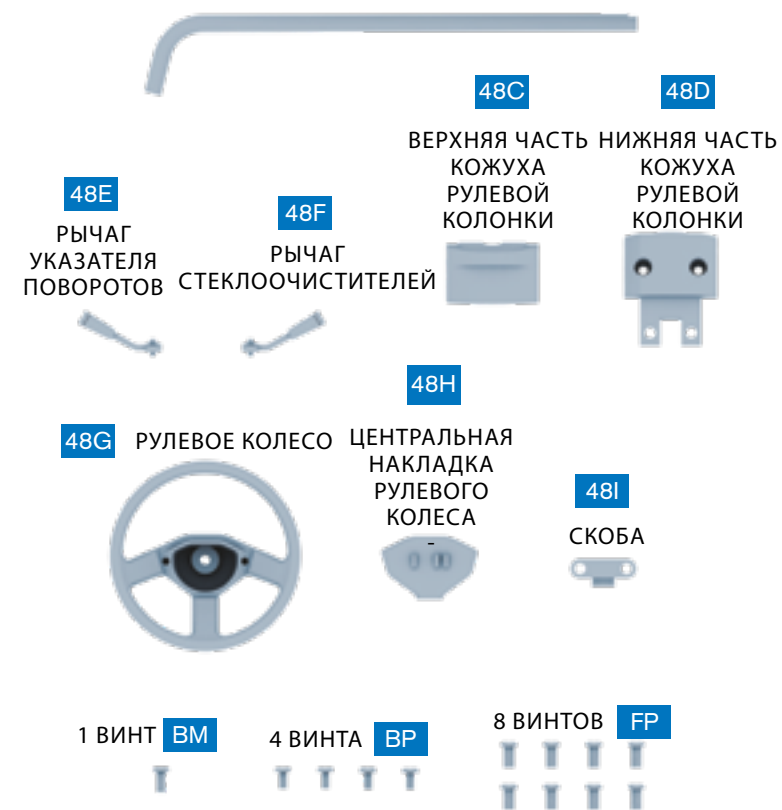 48C
48D
ВЕРХНЯЯ ЧАСТЬ
КОЖУХА
РУЛЕВОЙ
КОЛОНКИ
НИЖНЯЯ ЧАСТЬ
КОЖУХА
РУЛЕВОЙ
КОЛОНКИ
48E
РЫЧАГ
УКАЗАТЕЛЯ
ПОВОРОТОВ
48F
РЫЧАГ
СТЕКЛООЧИСТИТЕЛЕЙ
48G РУЛЕВОЕ КОЛЕСО
48H
ЦЕНТРАЛЬНАЯ
НАКЛАДКА
РУЛЕВОГО
КОЛЕСА
-
48I
СКОБА
1 ВИНТ BM
4 ВИНТА BP
8 ВИНТОВ FP